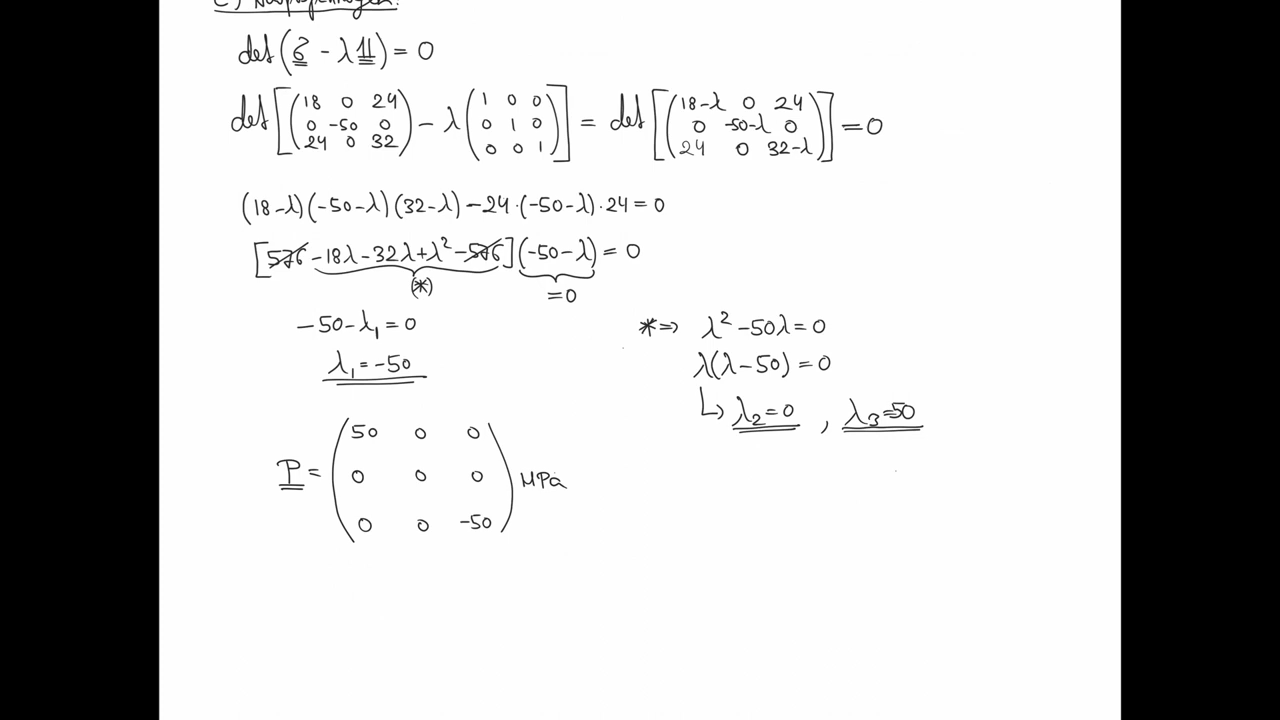 c)
det(σ - λ 𝟙) = 0
det[(18 0 24; 0 -50 0; 24 0 32) - λ(1 0 0; 0 1 0; 0 0 1)] = det[(18-λ 0 24; 0 -50-λ 0; 24 0 32-λ)] = 0
(18-λ)(-50-λ)(32-λ) - 24·(-50-λ)·24 = 0
[576 - 18λ - 32λ + λ² - 576](-50-λ) = 0
(*) =0
-50-λ₁ = 0
λ₁ = -50
* ⇒ λ² - 50λ = 0
λ(λ - 50) = 0
↳ λ₂ = 0 , λ₃ = 50
P = (50 0 0; 0 0 0; 0 0 -50) MPa